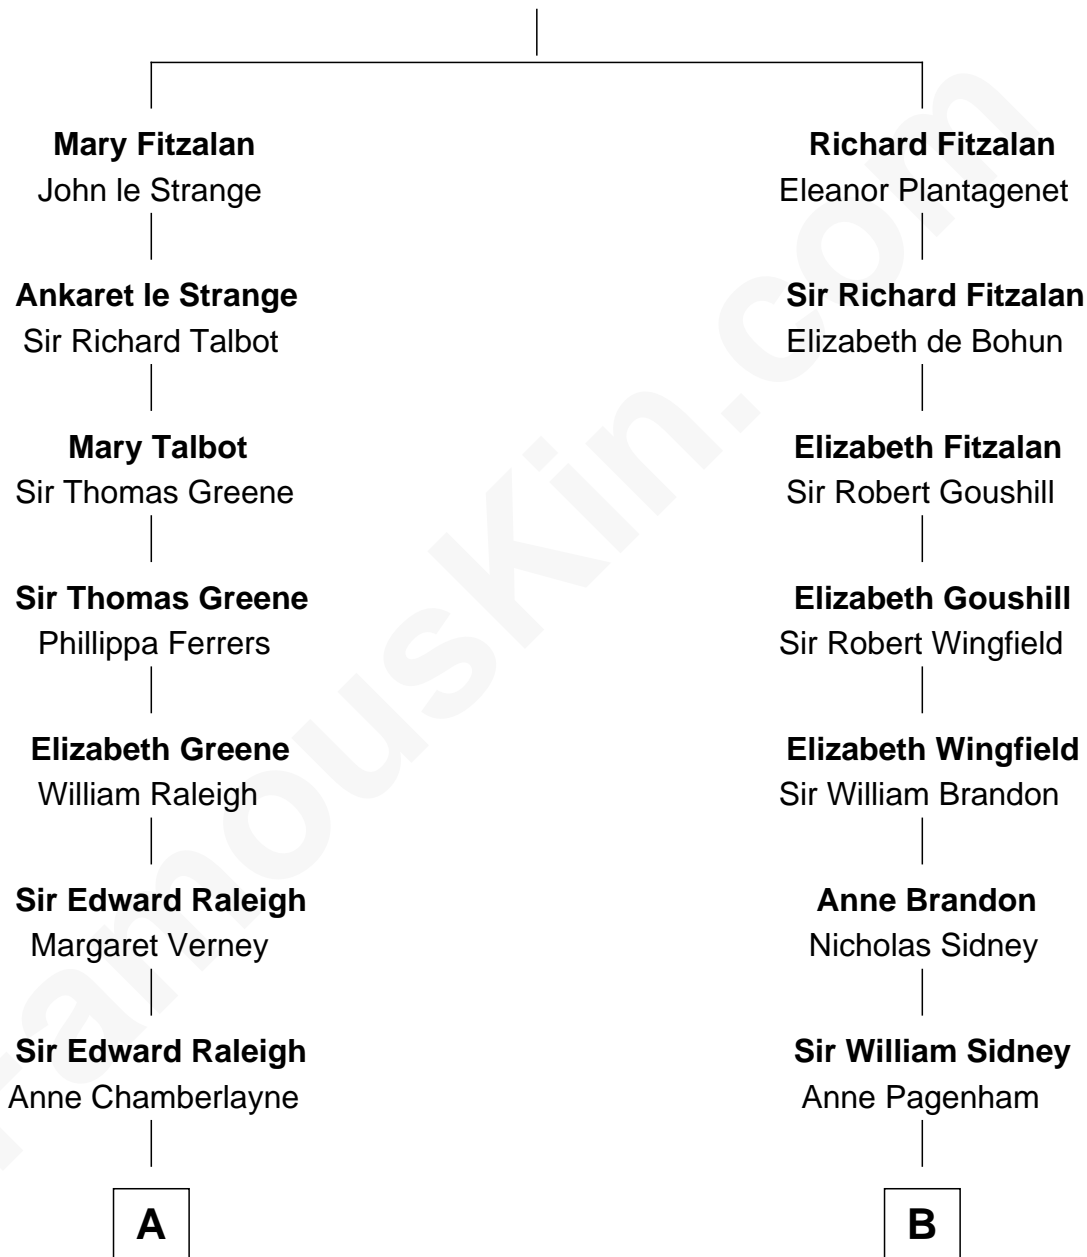 Mary Fitzalan
John le Strange
Ankaret le Strange
Sir Richard Talbot
Mary Talbot
Sir Thomas Greene
Sir Thomas Greene
Phillippa Ferrers
Elizabeth Greene
William Raleigh
Sir Edward Raleigh
Margaret Verney
Sir Edward Raleigh
Anne Chamberlayne
A
Richard Fitzalan
Eleanor Plantagenet
Sir Richard Fitzalan
Elizabeth de Bohun
Elizabeth Fitzalan
Sir Robert Goushill
Elizabeth Goushill
Sir Robert Wingfield
Elizabeth Wingfield
Sir William Brandon
Anne Brandon
Nicholas Sidney
Sir William Sidney
Anne Pagenham
B
FamousKin.com